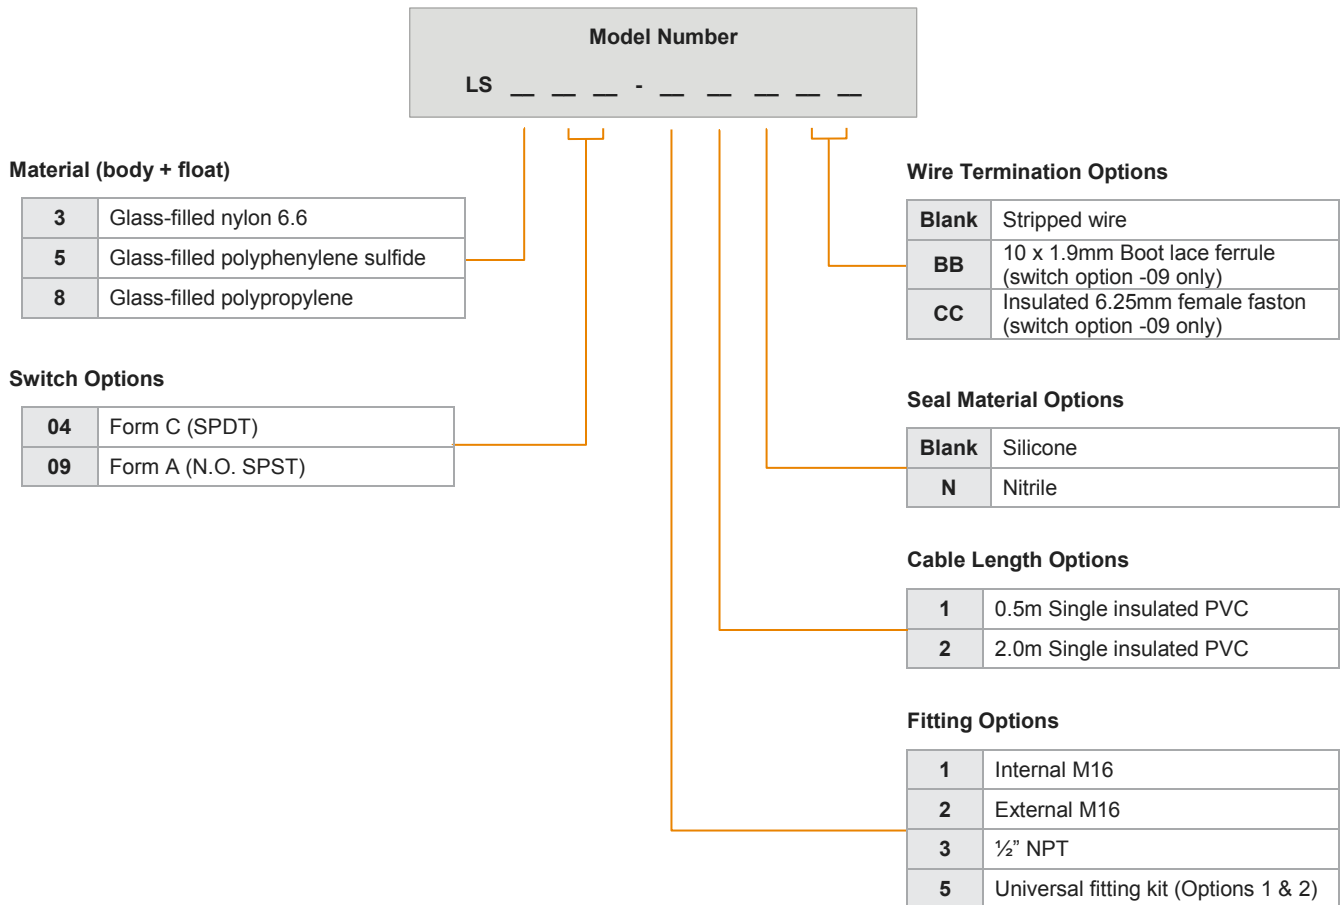 Model Number
LS __ __ __ - __ __ __ __ __
Material (body + float)
3 Glass-filled nylon 6.6
5 Glass-filled polyphenylene sulfide
8 Glass-filled polypropylene
Switch Options
04 Form C (SPDT)
09 Form A (N.O. SPST)
Wire Termination Options
Blank Stripped wire
BB 10 x 1.9mm Boot lace ferrule
(switch option -09 only)
CC Insulated 6.25mm female faston
(switch option -09 only)
Seal Material Options
Blank Silicone
N Nitrile
Cable Length Options
1 0.5m Single insulated PVC
2 2.0m Single insulated PVC
Fitting Options
1 Internal M16
2 External M16
3 ½” NPT
5 Universal fitting kit (Options 1 & 2)